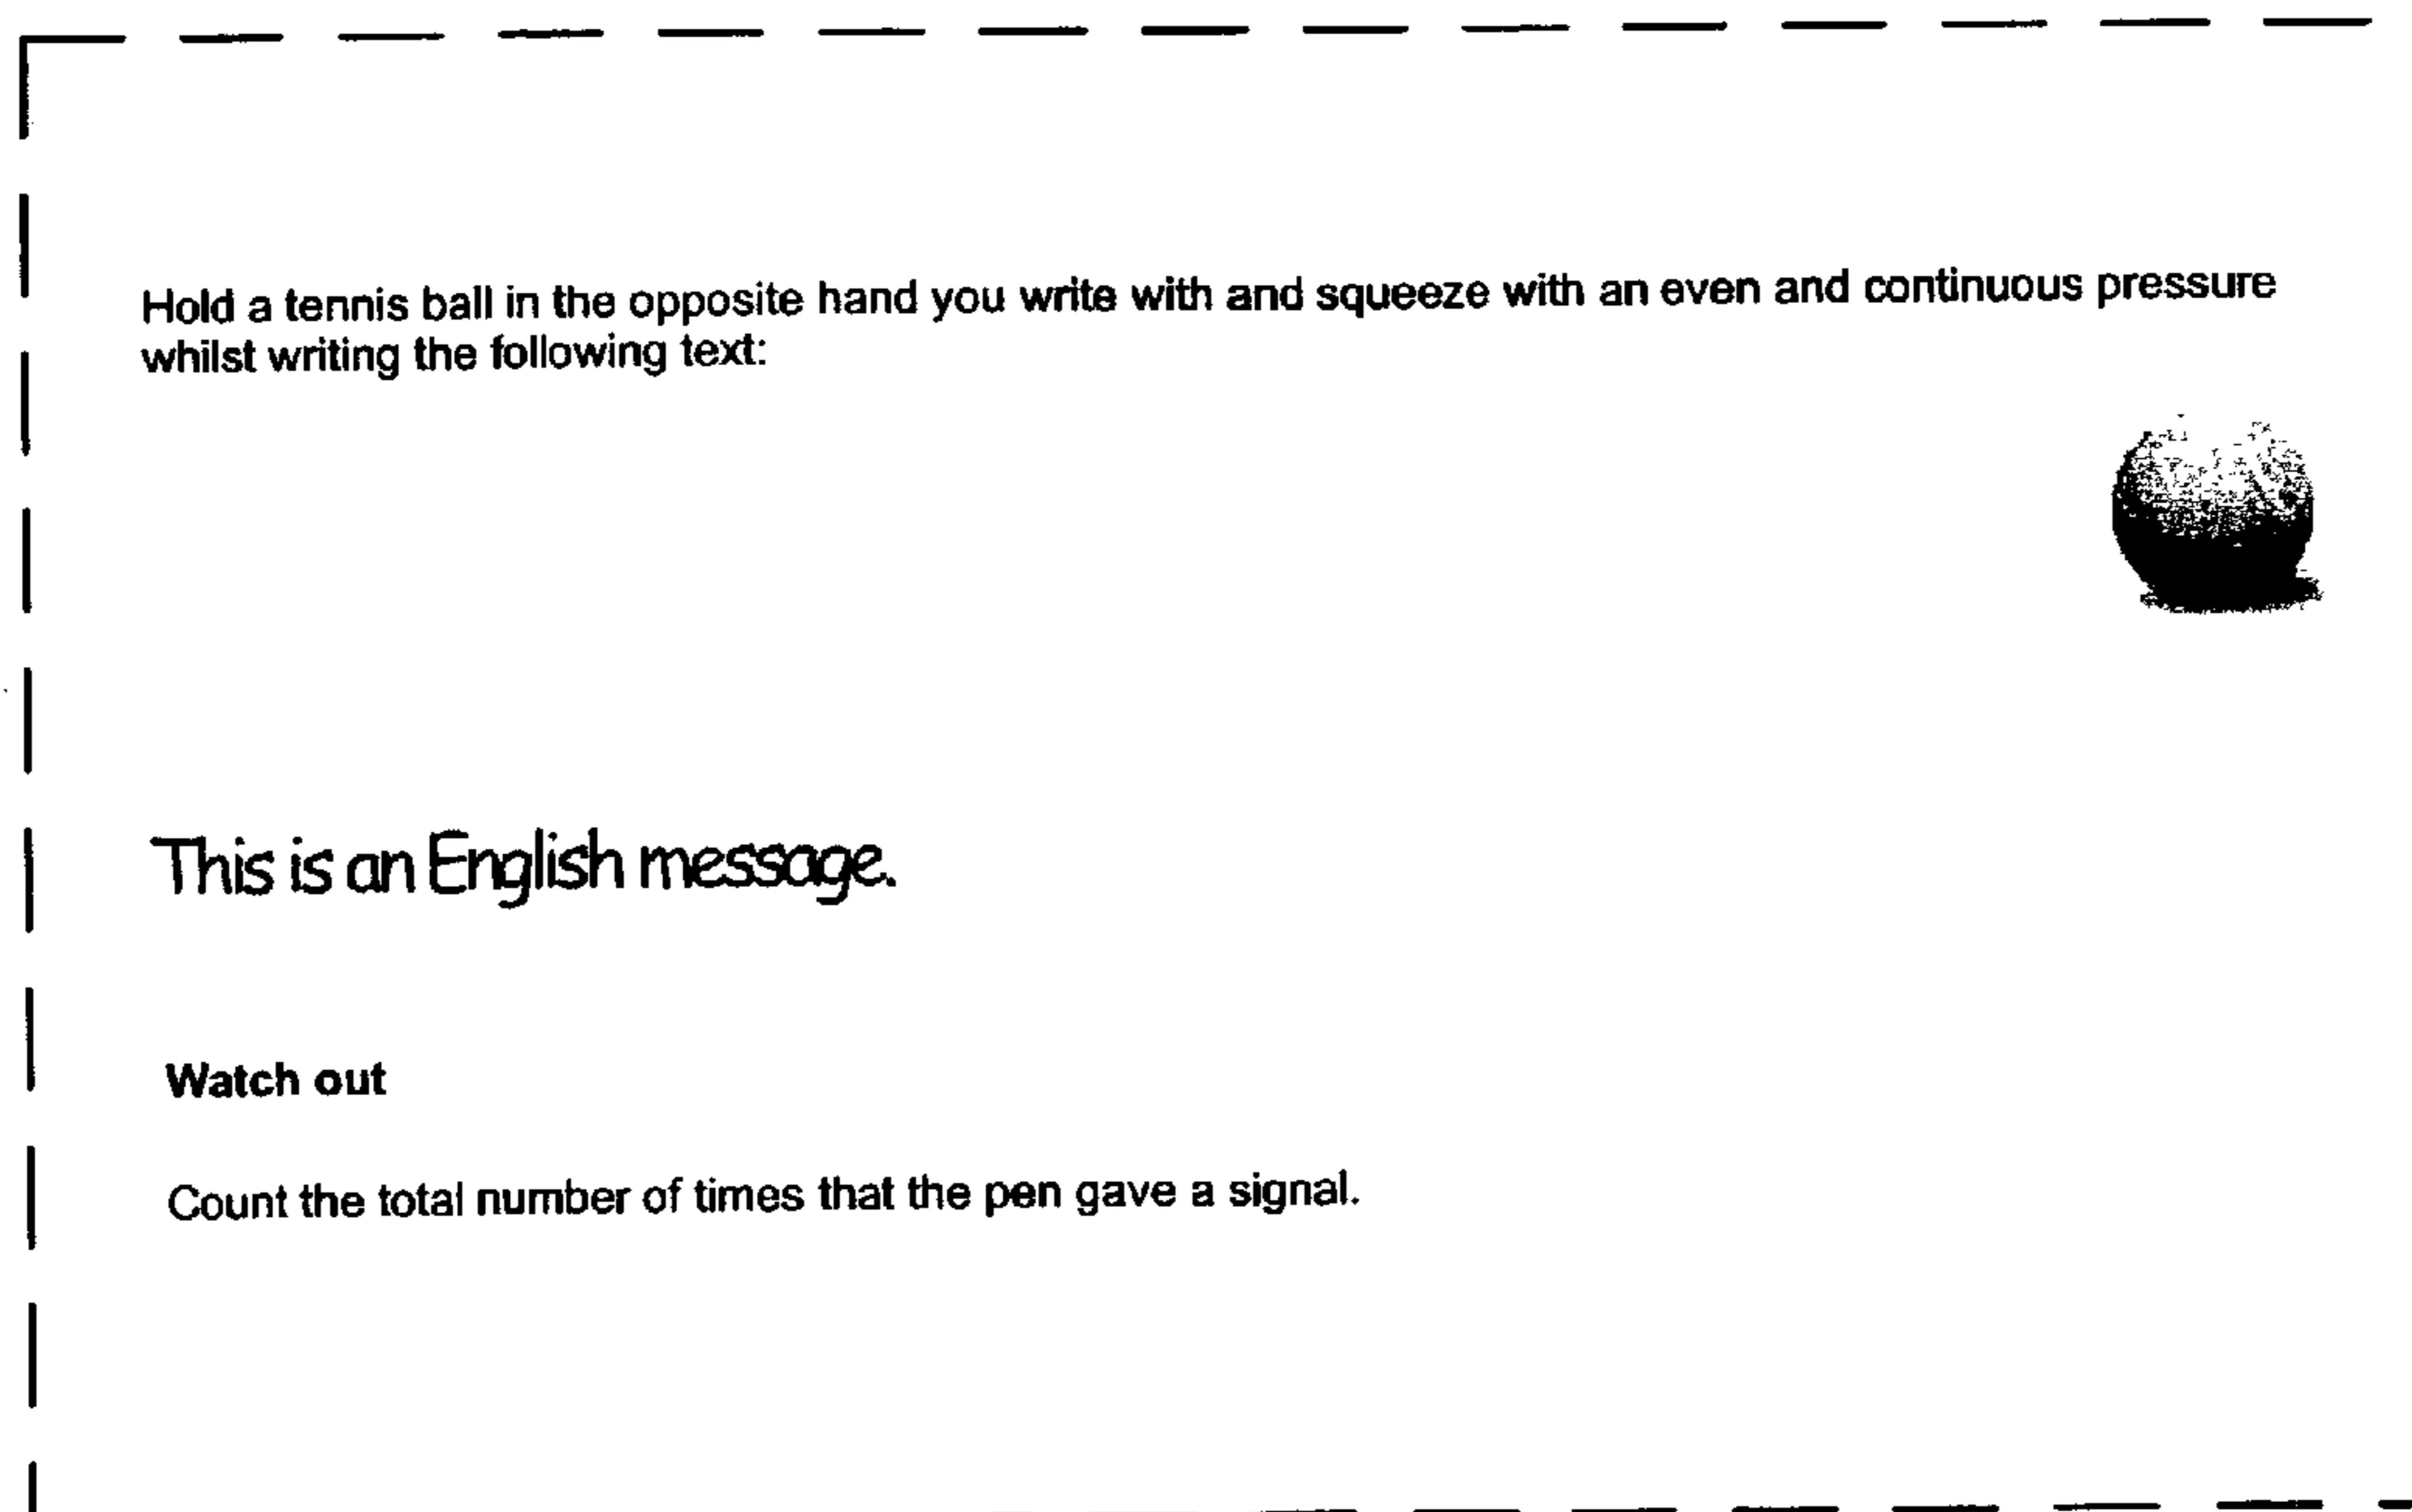 Hold a tennis ball in the opposite hand you write with and squeeze with an even and continuous pressure
whilst writing the following text:
This is an English message.
Watch out
Count the total number of times that the pen gave a signal.